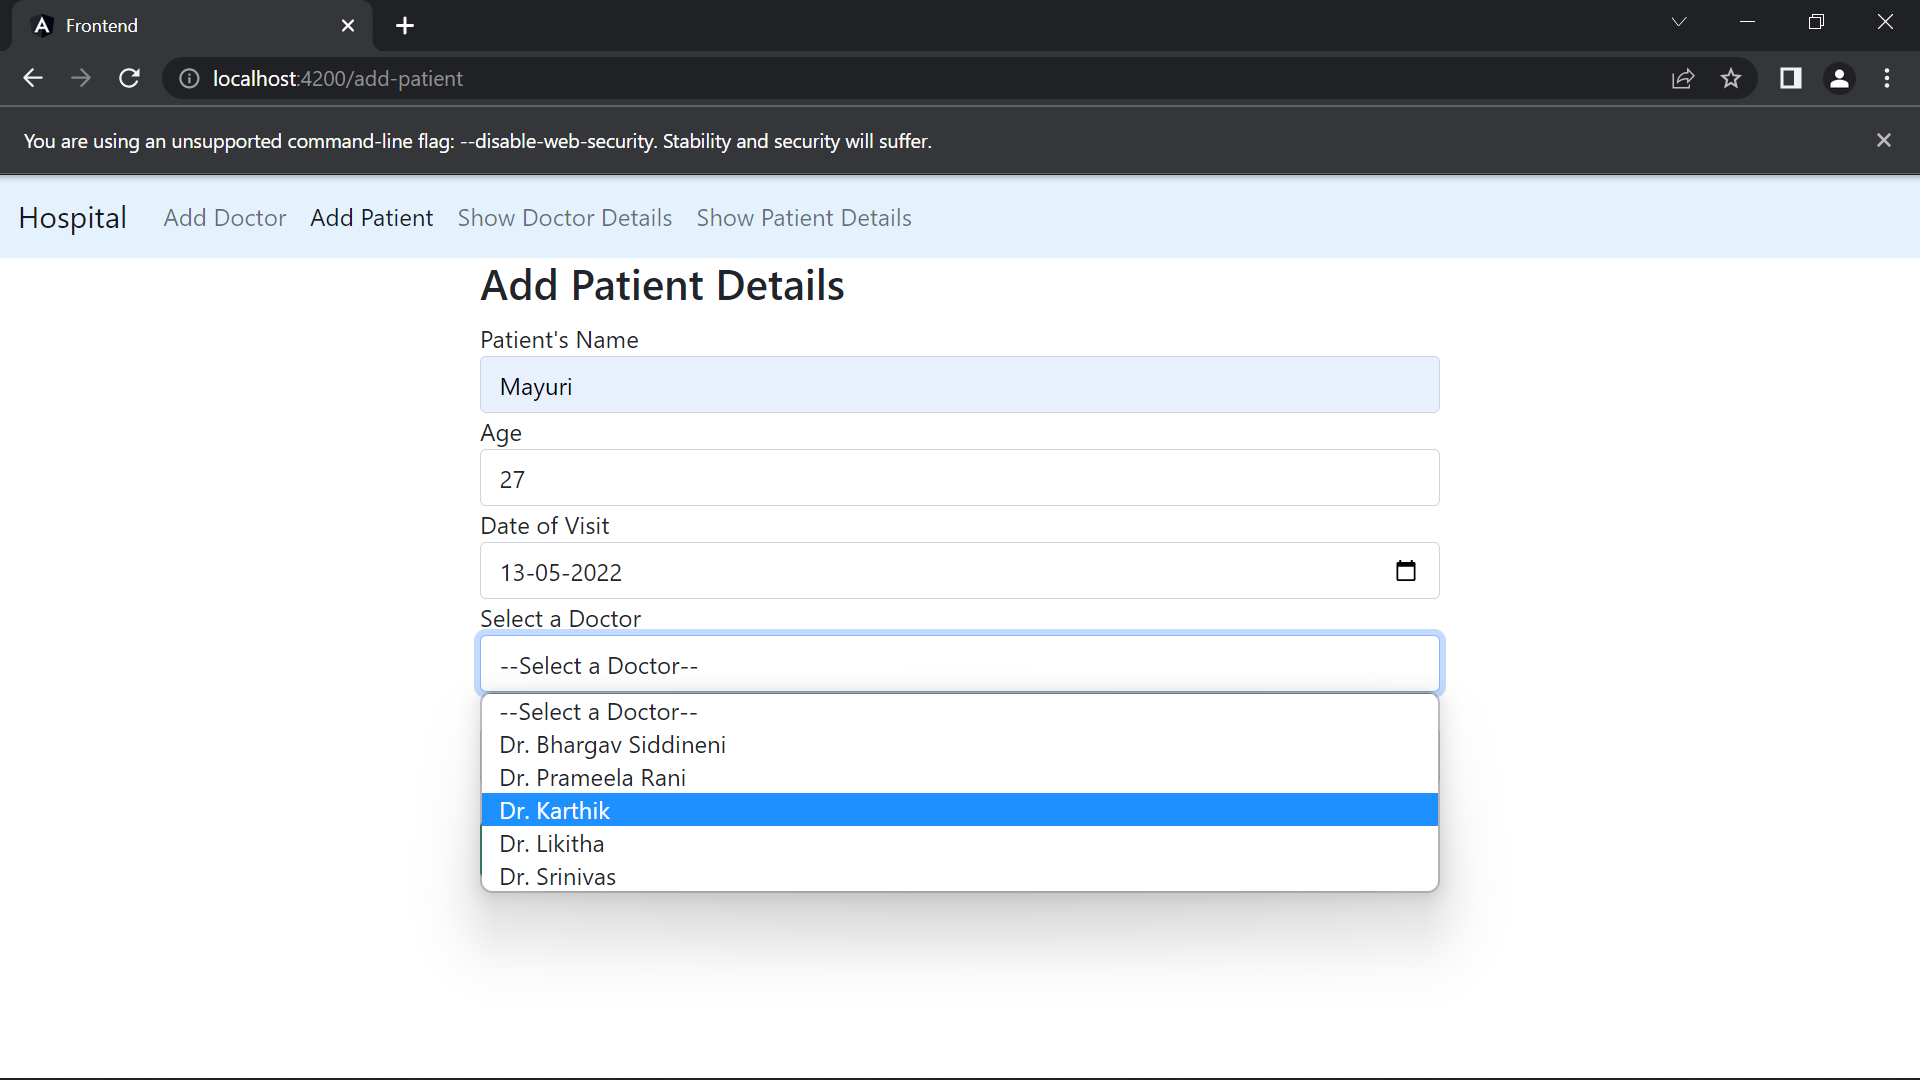 Frontend
localhost:4200/add-patient
You are using an unsupported command-line flag: --disable-web-security. Stability and security will suffer.
Hospital Add Doctor Add Patient Show Doctor Details Show Patient Details
Add Patient Details
Patient's Name
Mayuri
Age
27
Date of Visit
13-05-2022
Select a Doctor
--Select a Doctor--
--Select a Doctor--
Dr. Bhargav Siddineni
Dr. Prameela Rani
Dr. Karthik
Dr. Likitha
Dr. Srinivas